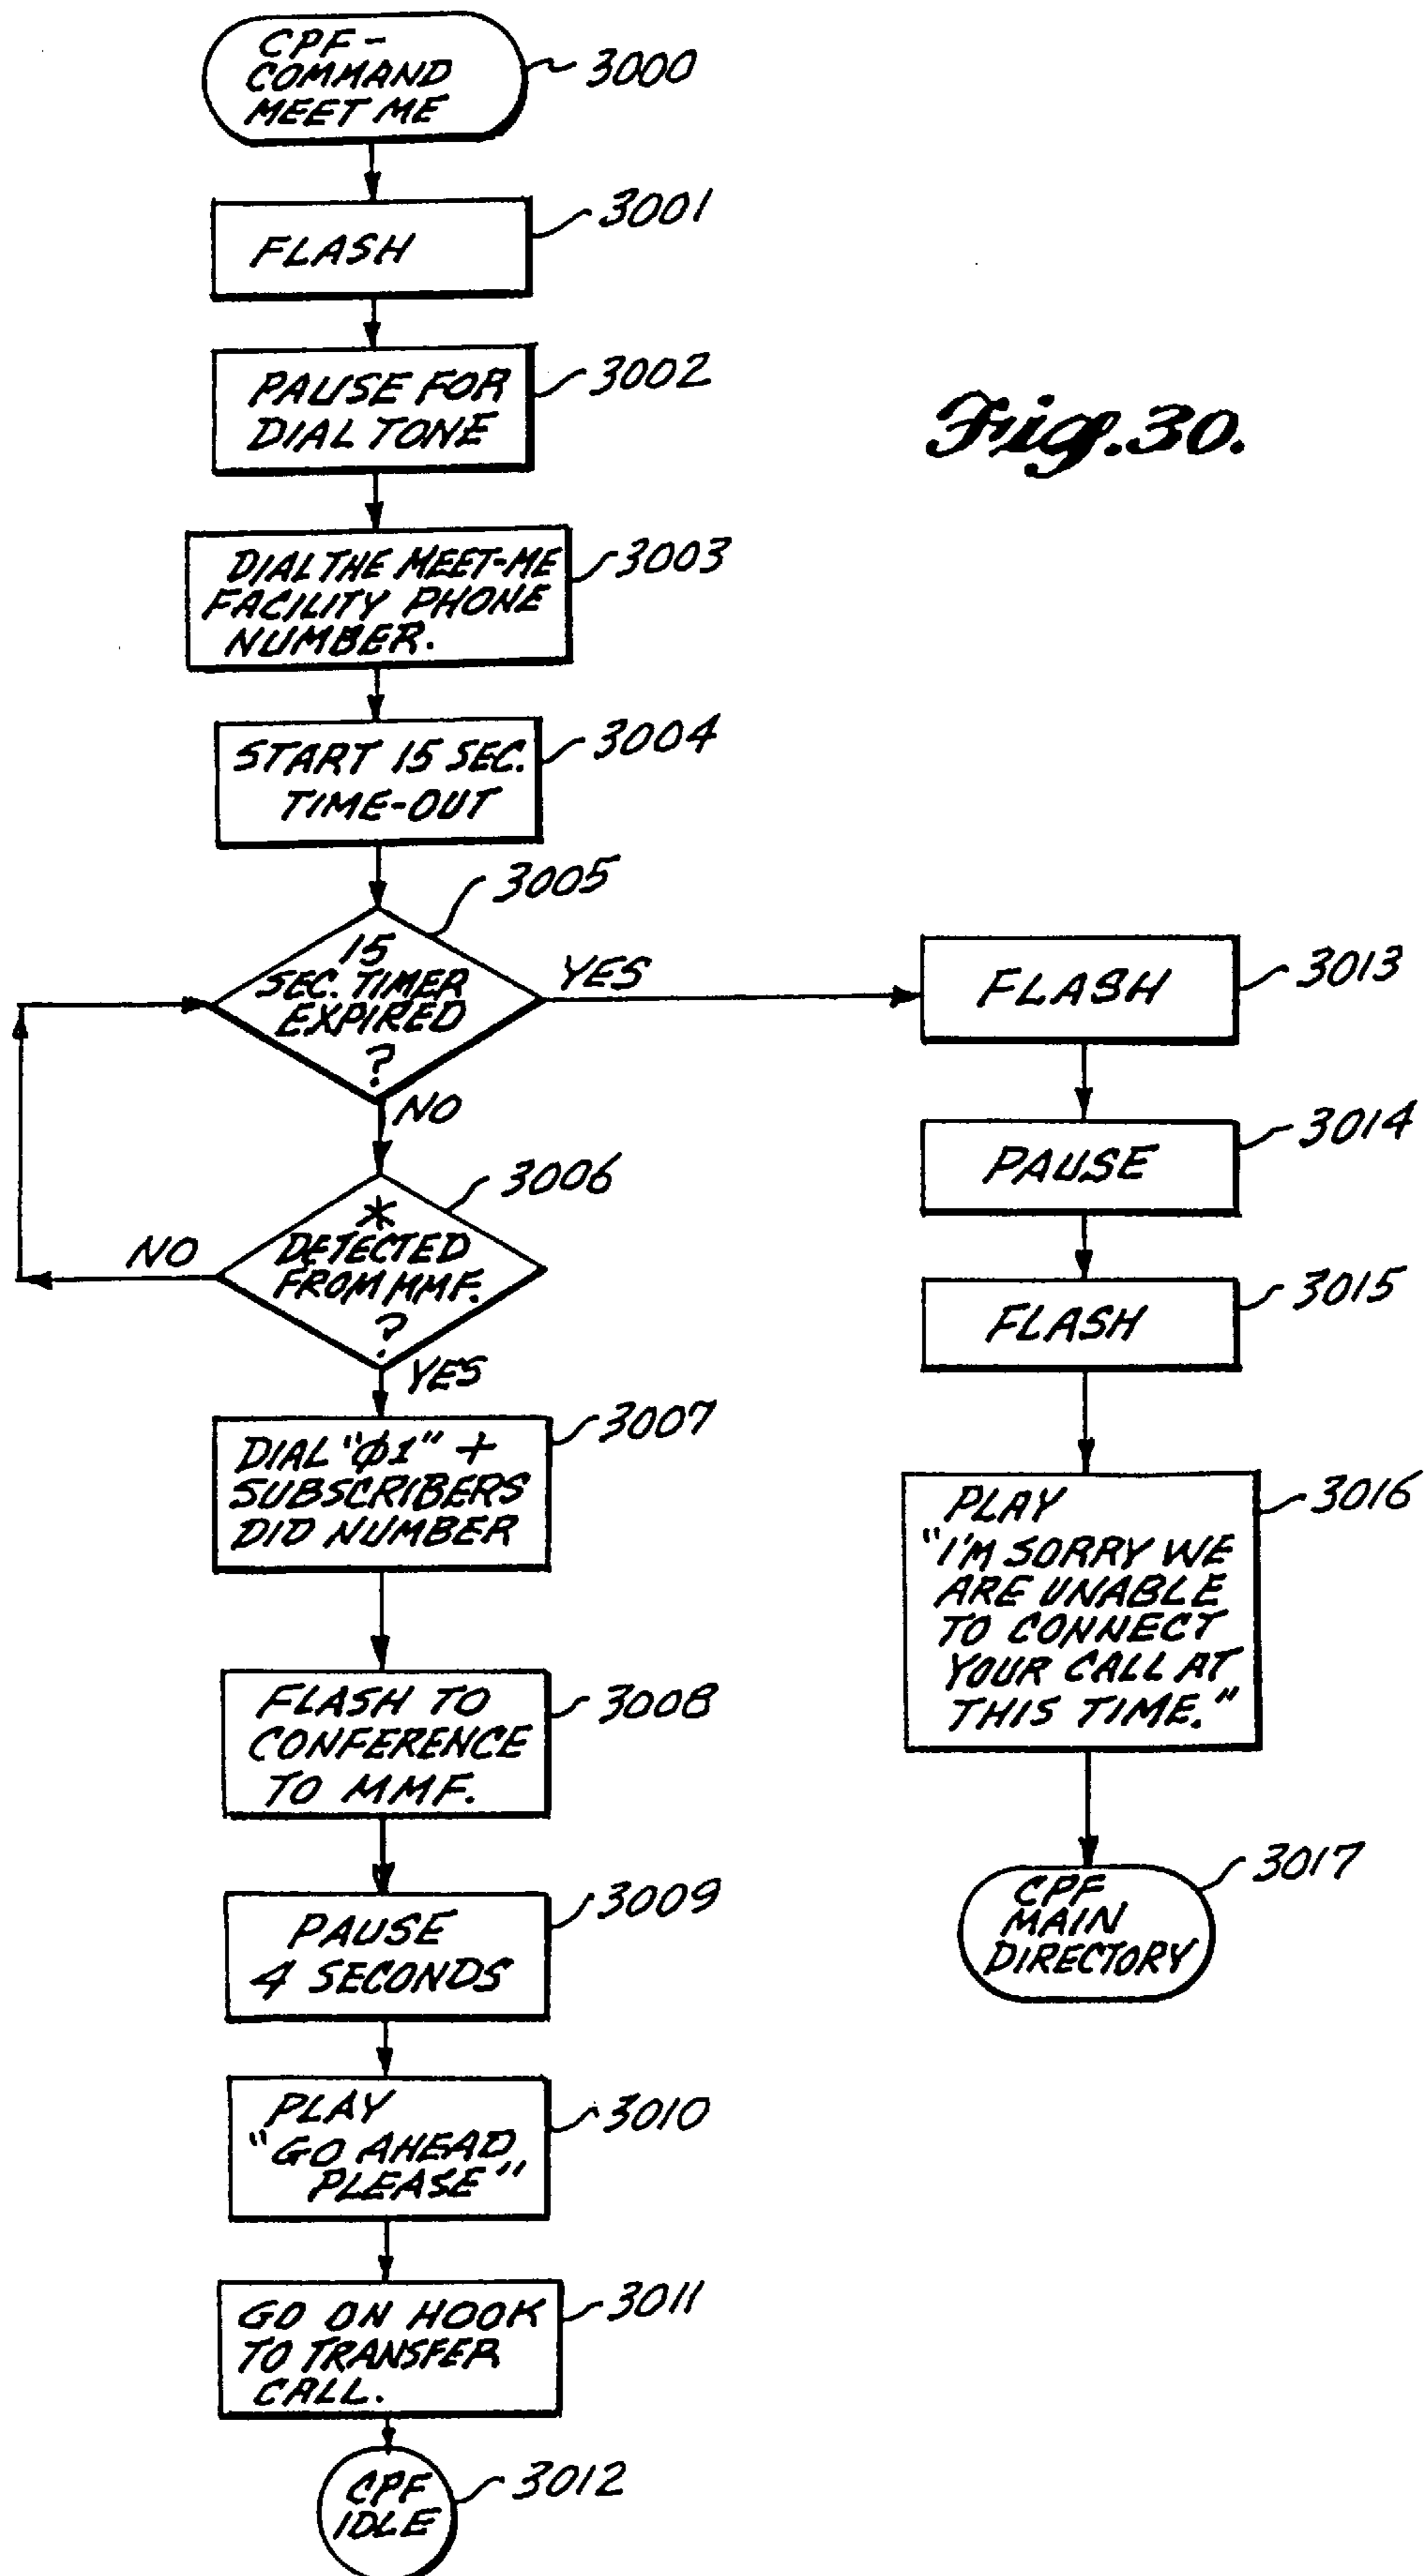 CPF-
COMMAND
MEET ME
3000
FLASH
3001
PAUSE FOR
DIAL TONE
3002
Fig. 30.
DIAL THE MEET-ME
FACILITY PHONE
NUMBER.
3003
START 15 SEC.
TIME-OUT
3004
15
SEC. TIMER
EXPIRED
?
3005
YES
NO
*
DETECTED
FROM MMF.
?
3006
NO
YES
DIAL "Φ1" +
SUBSCRIBERS
DID NUMBER
3007
FLASH TO
CONFERENCE
TO MMF.
3008
PAUSE
4 SECONDS
3009
PLAY
"GO AHEAD
PLEASE"
3010
GO ON HOOK
TO TRANSFER
CALL.
3011
CPF
IDLE
3012
FLASH
3013
PAUSE
3014
FLASH
3015
PLAY
"I'M SORRY WE
ARE UNABLE
TO CONNECT
YOUR CALL AT
THIS TIME."
3016
CPF
MAIN
DIRECTORY
3017